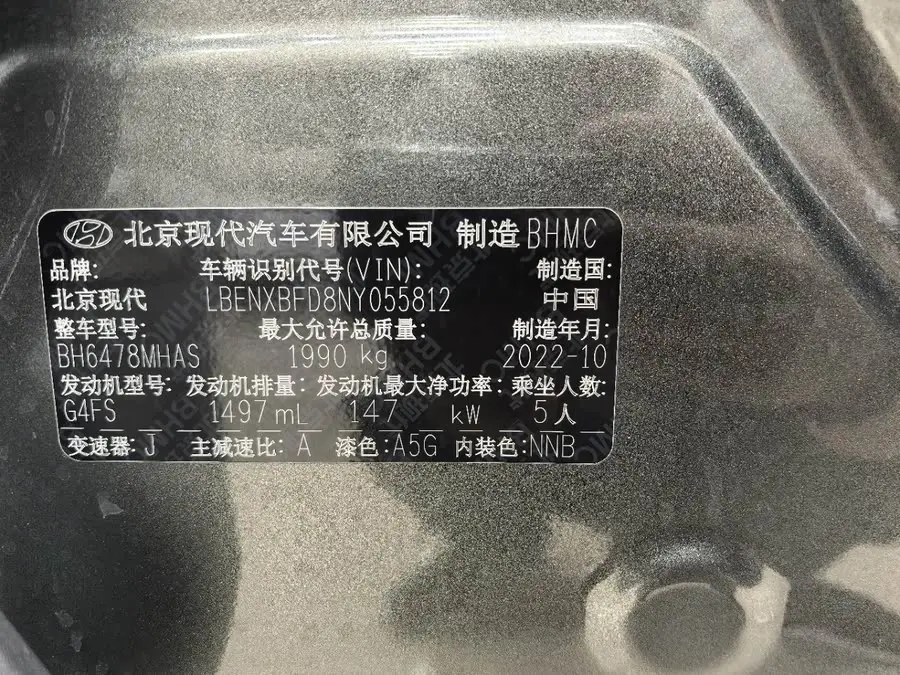 北京现代汽车有限公司 制造 BHMC
品牌: 车辆识别代号(VIN): 制造国:
北京现代 LBENXBFD8NY055812 中国
整车型号: 最大允许总质量: 制造年月:
BH6478MHAS 1990 kg 2022-10
发动机型号: 发动机排量: 发动机最大净功率: 乘坐人数:
G4FS 1497 mL 147 kW 5人
变速器: J 主减速比: A 漆色:A5G 内装色:NNB